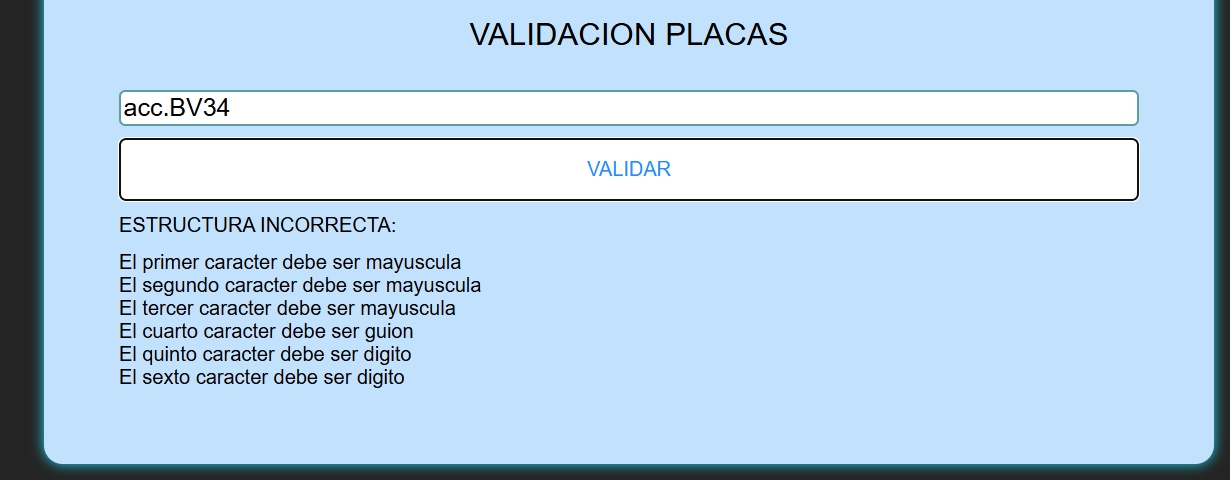 VALIDACION PLACAS
acc.BV34
VALIDAR
ESTRUCTURA INCORRECTA:
El primer caracter debe ser mayuscula
El segundo caracter debe ser mayuscula
El tercer caracter debe ser mayuscula
El cuarto caracter debe ser guion
El quinto caracter debe ser digito
El sexto caracter debe ser digito